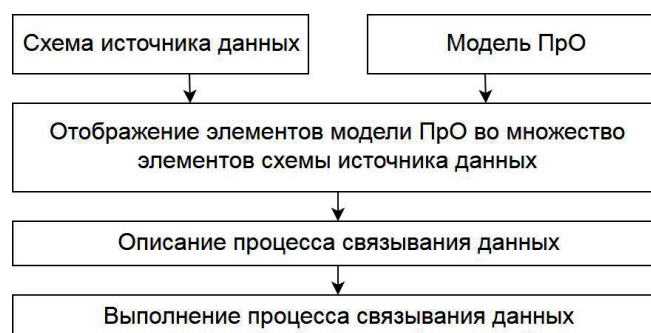 Схема источника данных
Модель ПрО
Отображение элементов модели ПрО во множество
элементов схемы источника данных
Описание процесса связывания данных
Выполнение процесса связывания данных